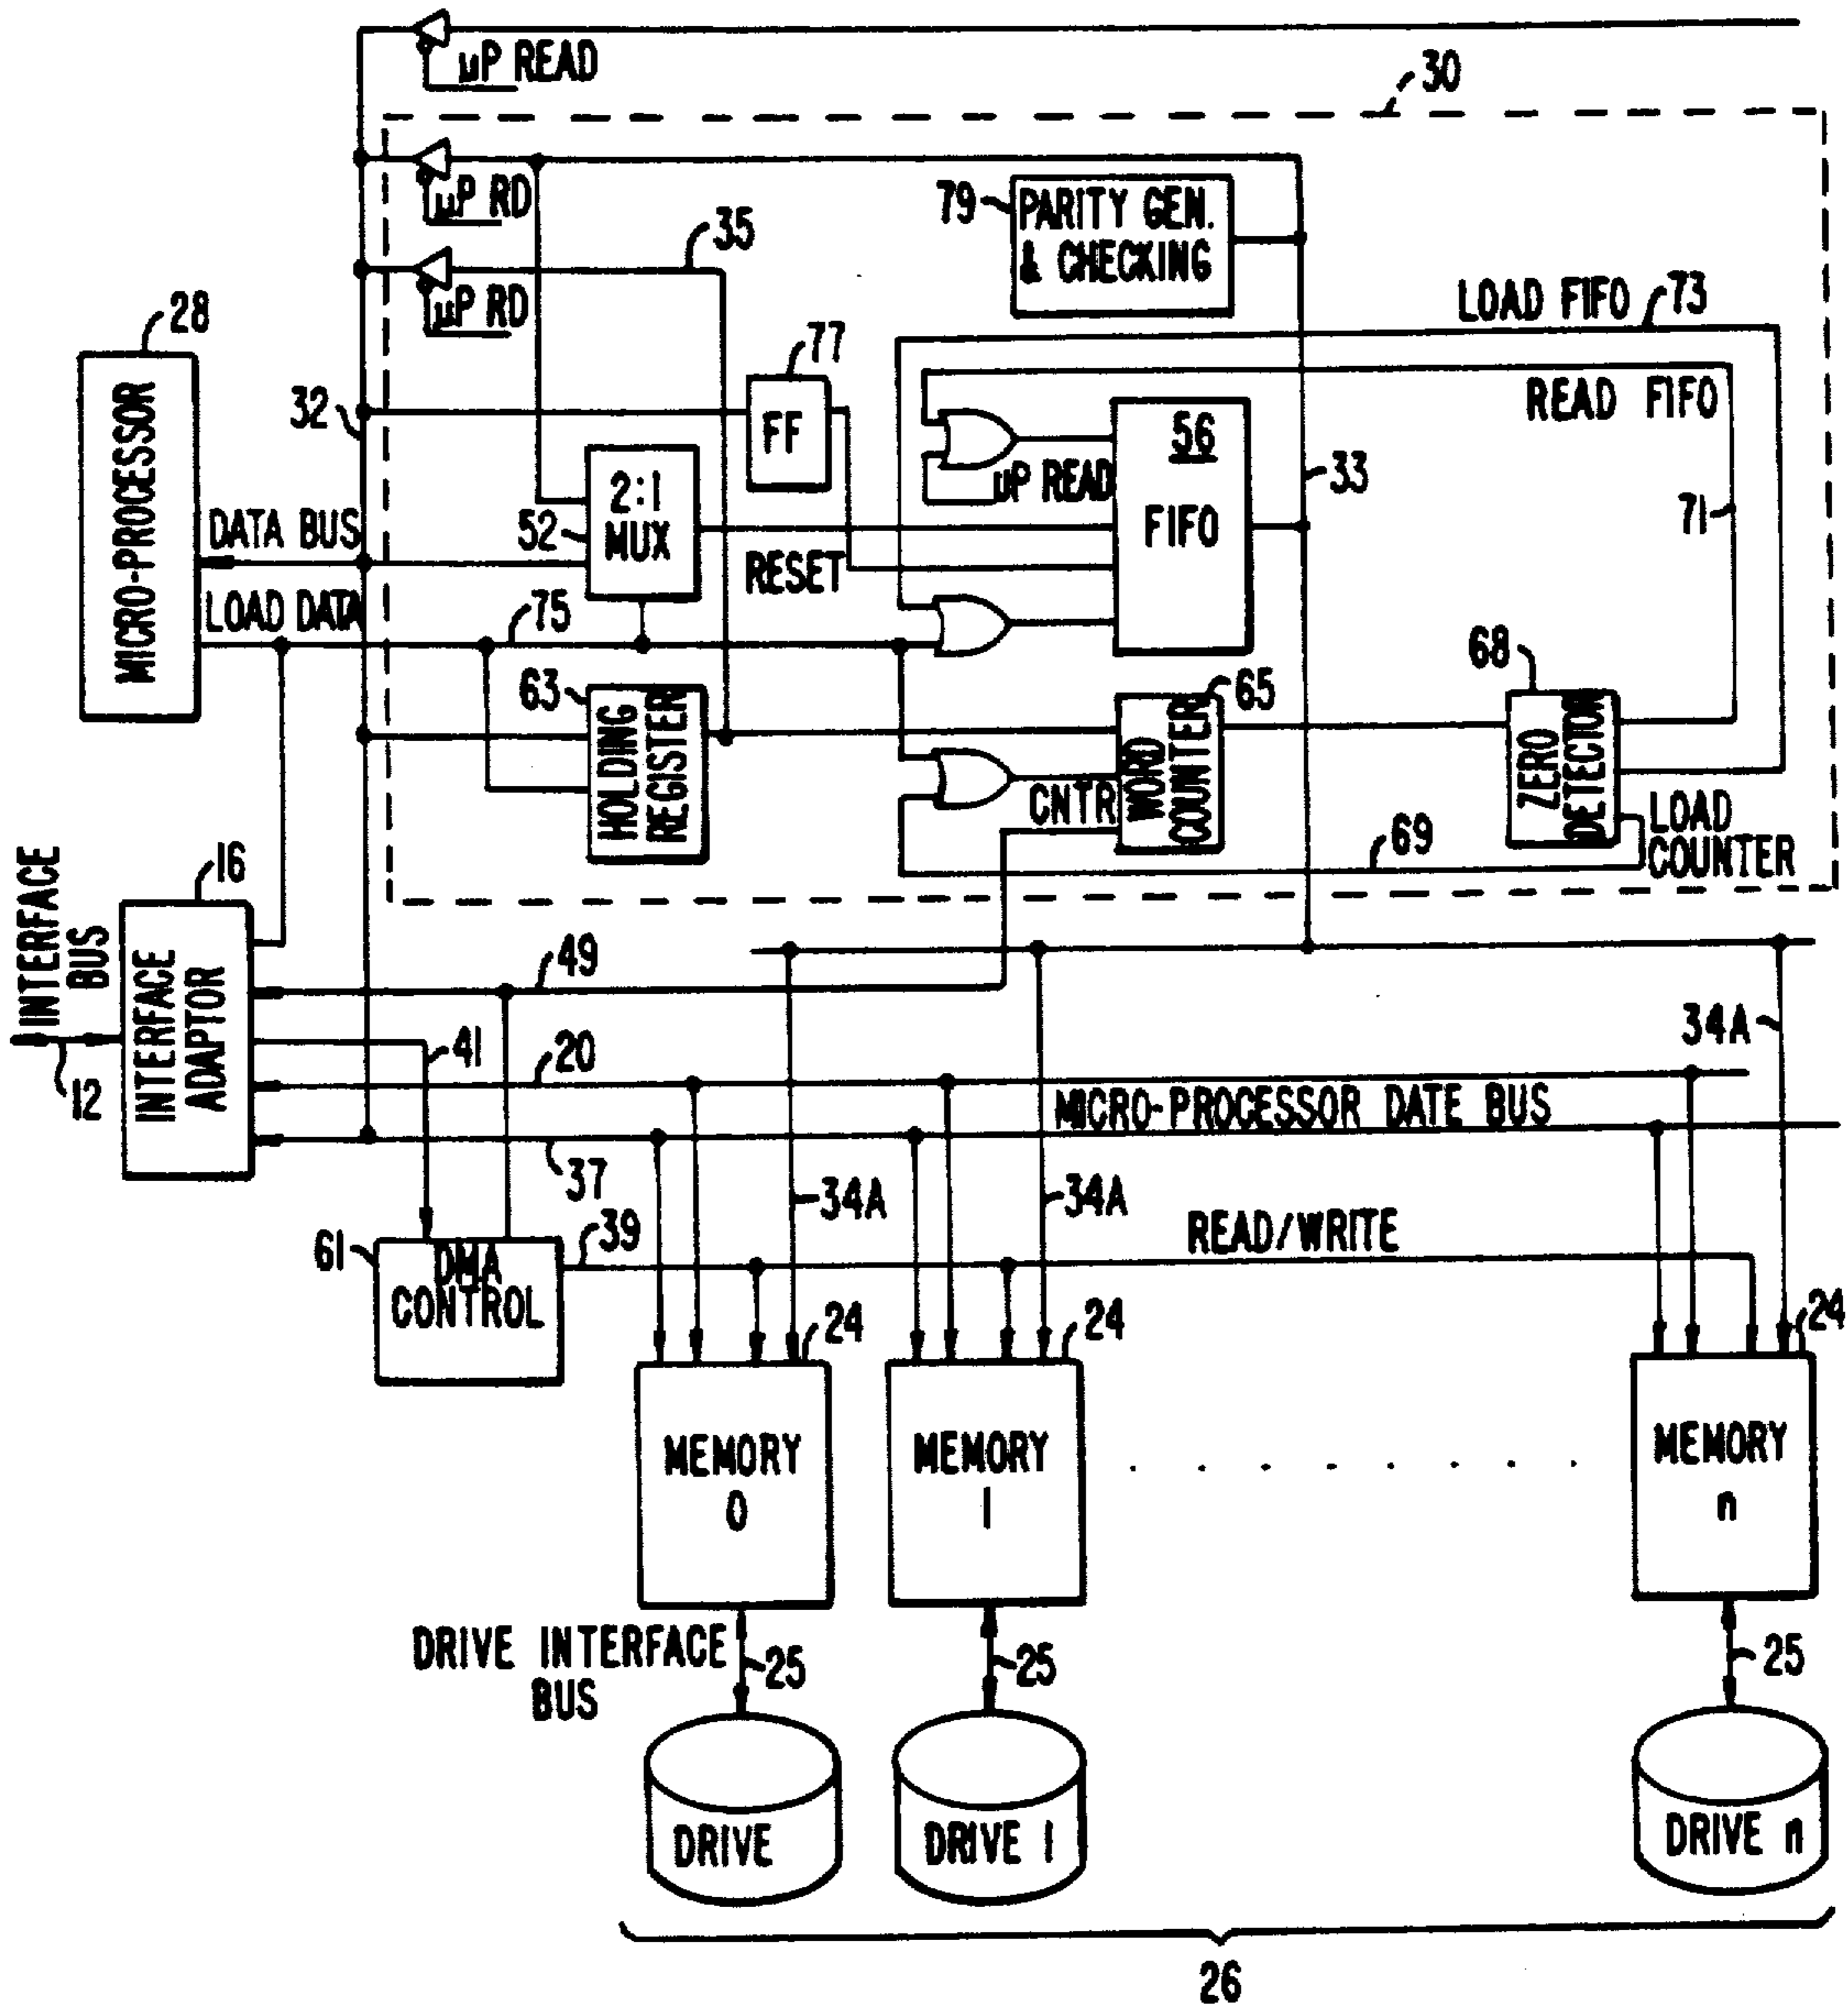 µP READ
30
µP RD
79
PARITY GEN.
& CHECKING
35
µP RD
LOAD FIFO
73
28
77
READ FIFO
32
FF
56
FIFO
µP READ
33
71
MICRO-PROCESSOR
2:1
MUX
52
DATA BUS
RESET
LOAD DATA
75
68
63
HOLDING
REGISTER
65
WORD
COUNTER
CNTR
ZERO
DETECTOR
LOAD
COUNTER
69
16
INTERFACE
BUS
INTERFACE
ADAPTOR
49
34A
41
20
12
MICRO-PROCESSOR DATE BUS
37
34A
34A
READ/WRITE
61
DMA
CONTROL
39
24
24
24
MEMORY
0
MEMORY
1
MEMORY
n
DRIVE INTERFACE
BUS
25
25
25
DRIVE
DRIVE 1
DRIVE n
26